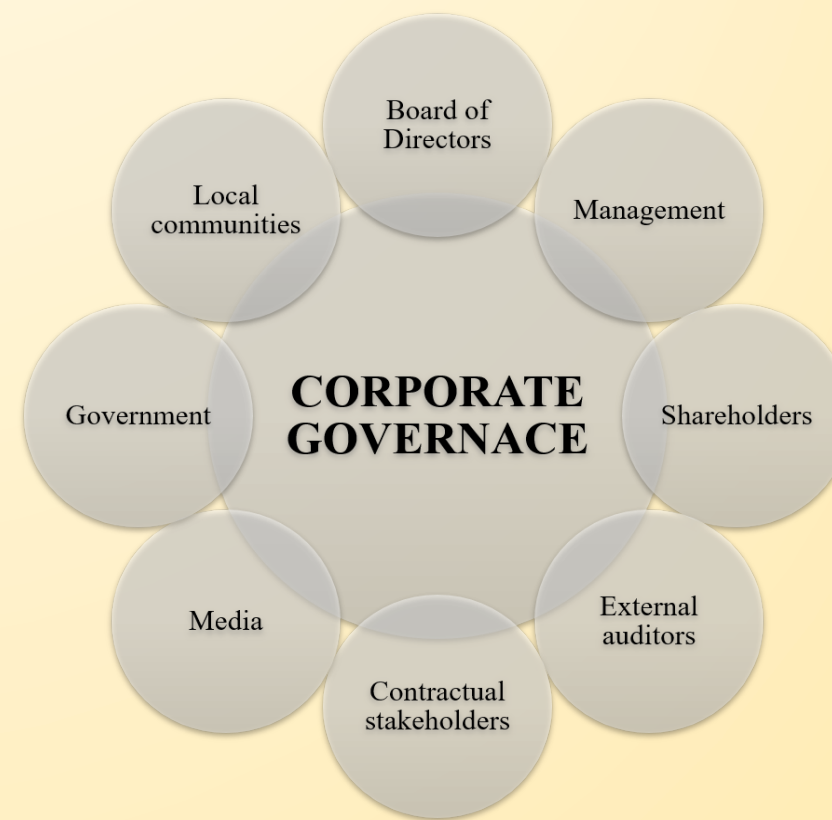 Board of
Directors
Local
communities
Management
Government
CORPORATE
GOVERNACE
Shareholders
Media
External
auditors
Contractual
stakeholders